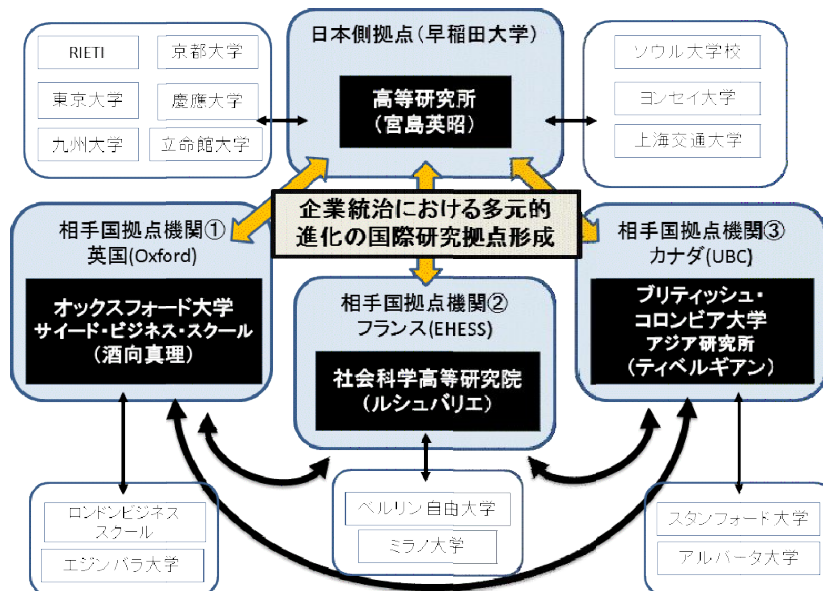 日本側拠点(早稲田大学)
高等研究所
(宮島英昭)
RIETI
京都大学
東京大学
慶應大学
九州大学
立命館大学
ソウル大学校
ヨンセイ大学
上海交通大学
企業統治における多元的
進化の国際研究拠点形成
相手国拠点機関①
英国(Oxford)
オックスフォード大学
サイード・ビジネス・スクール
(酒向真理)
相手国拠点機関②
フランス(EHESS)
社会科学高等研究院
(ルシュバリエ)
相手国拠点機関③
カナダ(UBC)
ブリティッシュ・
コロンビア大学
アジア研究所
(ティベルギアン)
ロンドンビジネス
スクール
エジンバラ大学
ベルリン自由大学
ミラノ大学
スタンフォード大学
アルバータ大学